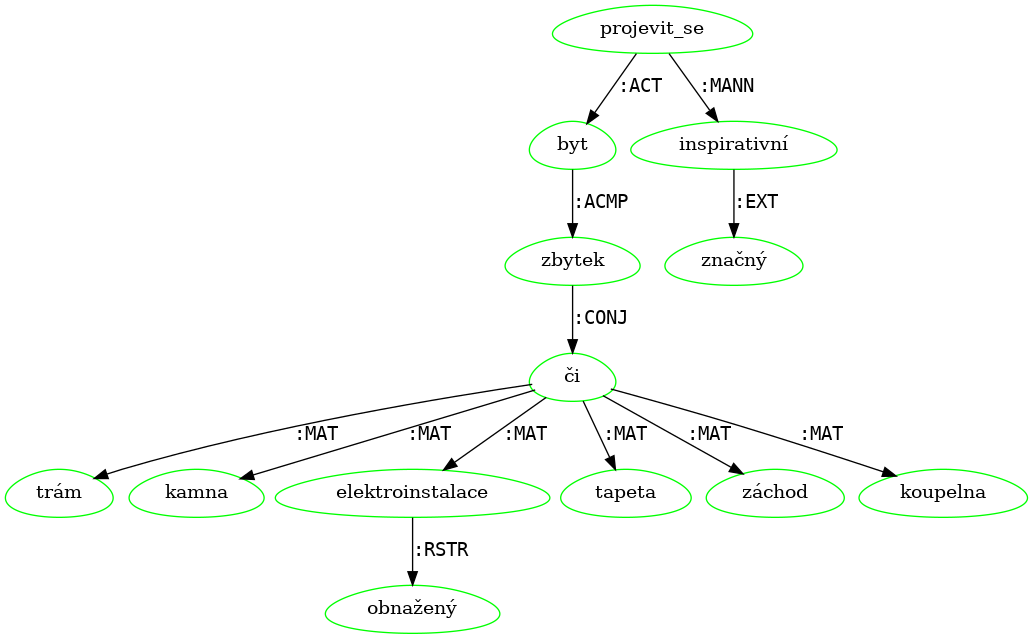 projevit_se
:ACT :MANN
byt inspirativní
:ACMP :EXT
zbytek značný
:CONJ
či
:MAT :MAT :MAT :MAT :MAT :MAT
trám kamna elektroinstalace tapeta záchod koupelna
:RSTR
obnažený